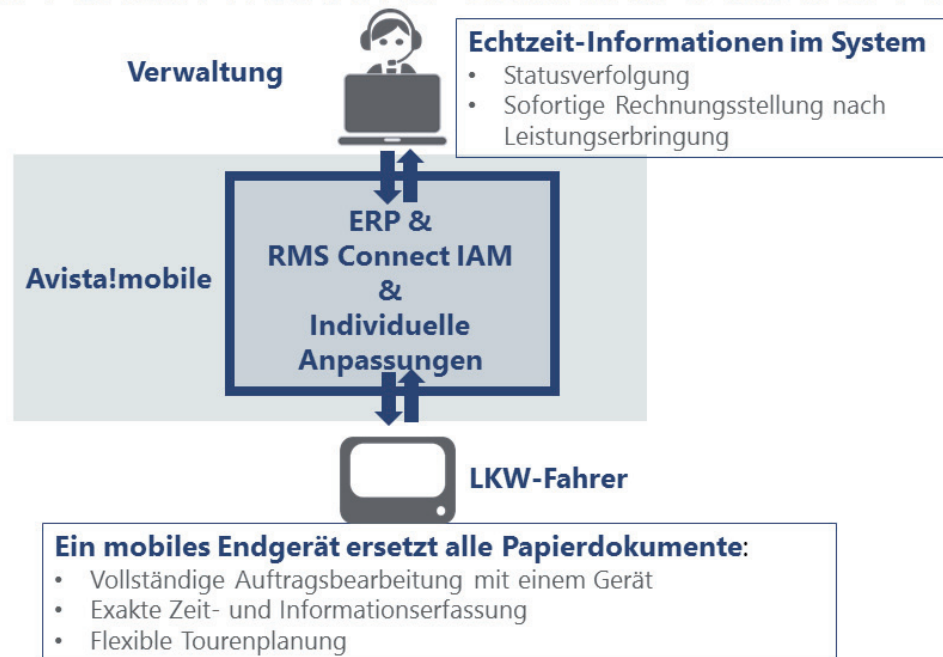 Verwaltung
Echtzeit-Informationen im System
• Statusverfolgung
• Sofortige Rechnungsstellung nach
Leistungserbringung
Avista!mobile
ERP &
RMS Connect IAM
&
Individuelle
Anpassungen
LKW-Fahrer
Ein mobiles Endgerät ersetzt alle Papierdokumente:
• Vollständige Auftragsbearbeitung mit einem Gerät
• Exakte Zeit- und Informationserfassung
• Flexible Tourenplanung